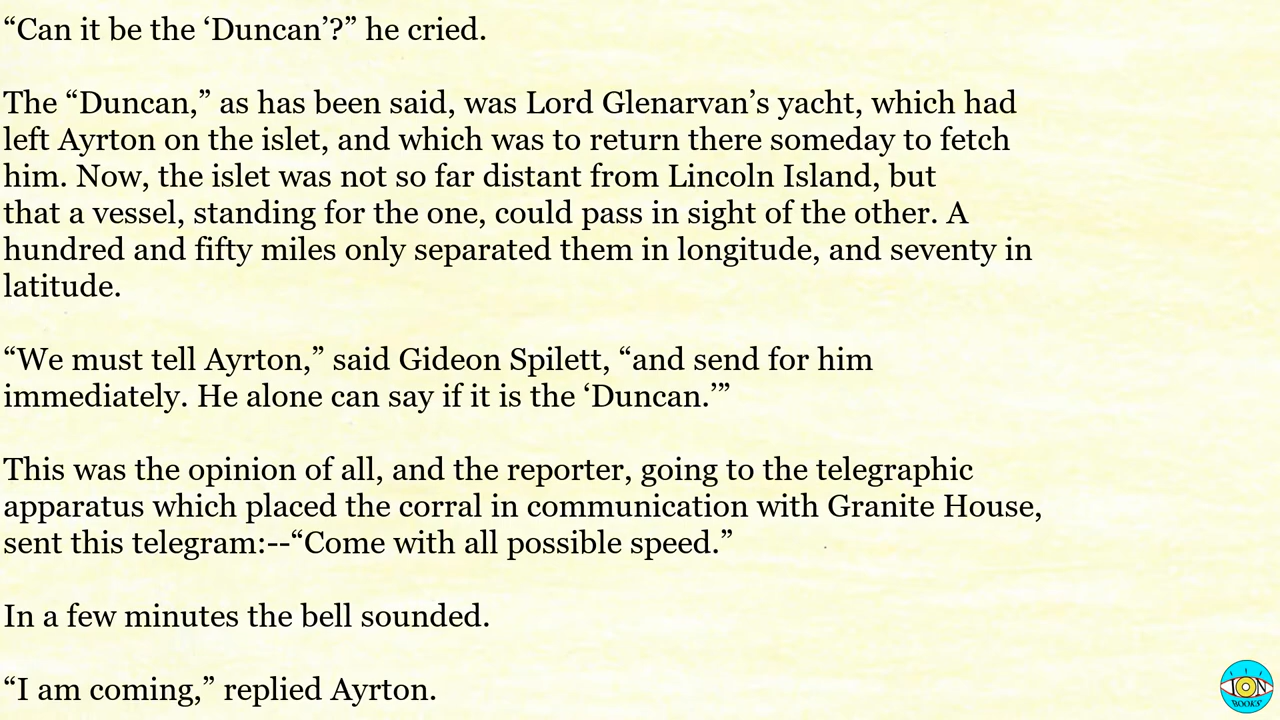 “Can it be the ‘Duncan’?” he cried.
The “Duncan,” as has been said, was Lord Glenarvan’s yacht, which had
left Ayrton on the islet, and which was to return there someday to fetch
him. Now, the islet was not so far distant from Lincoln Island, but
that a vessel, standing for the one, could pass in sight of the other. A
hundred and fifty miles only separated them in longitude, and seventy in
latitude.
“We must tell Ayrton,” said Gideon Spilett, “and send for him
immediately. He alone can say if it is the ‘Duncan.’”
This was the opinion of all, and the reporter, going to the telegraphic
apparatus which placed the corral in communication with Granite House,
sent this telegram:--“Come with all possible speed.”
In a few minutes the bell sounded.
“I am coming,” replied Ayrton.
ION
BOOKS